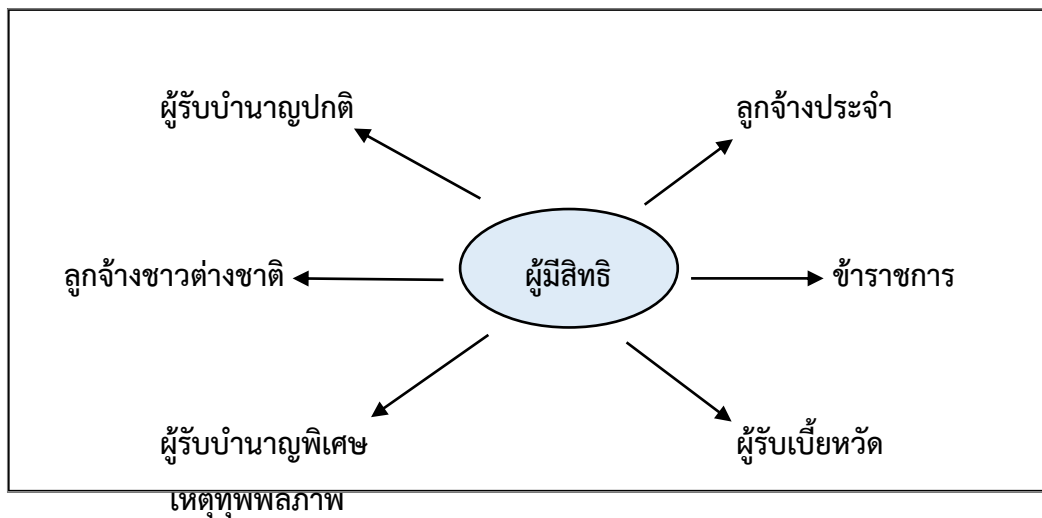 ผู้รับบำนาญปกติ
ลูกจ้างประจำ
ลูกจ้างชาวต่างชาติ
ผู้มีสิทธิ
ข้าราชการ
ผู้รับบำนาญพิเศษ
เหตุทุพพลภาพ
ผู้รับเบี้ยหวัด